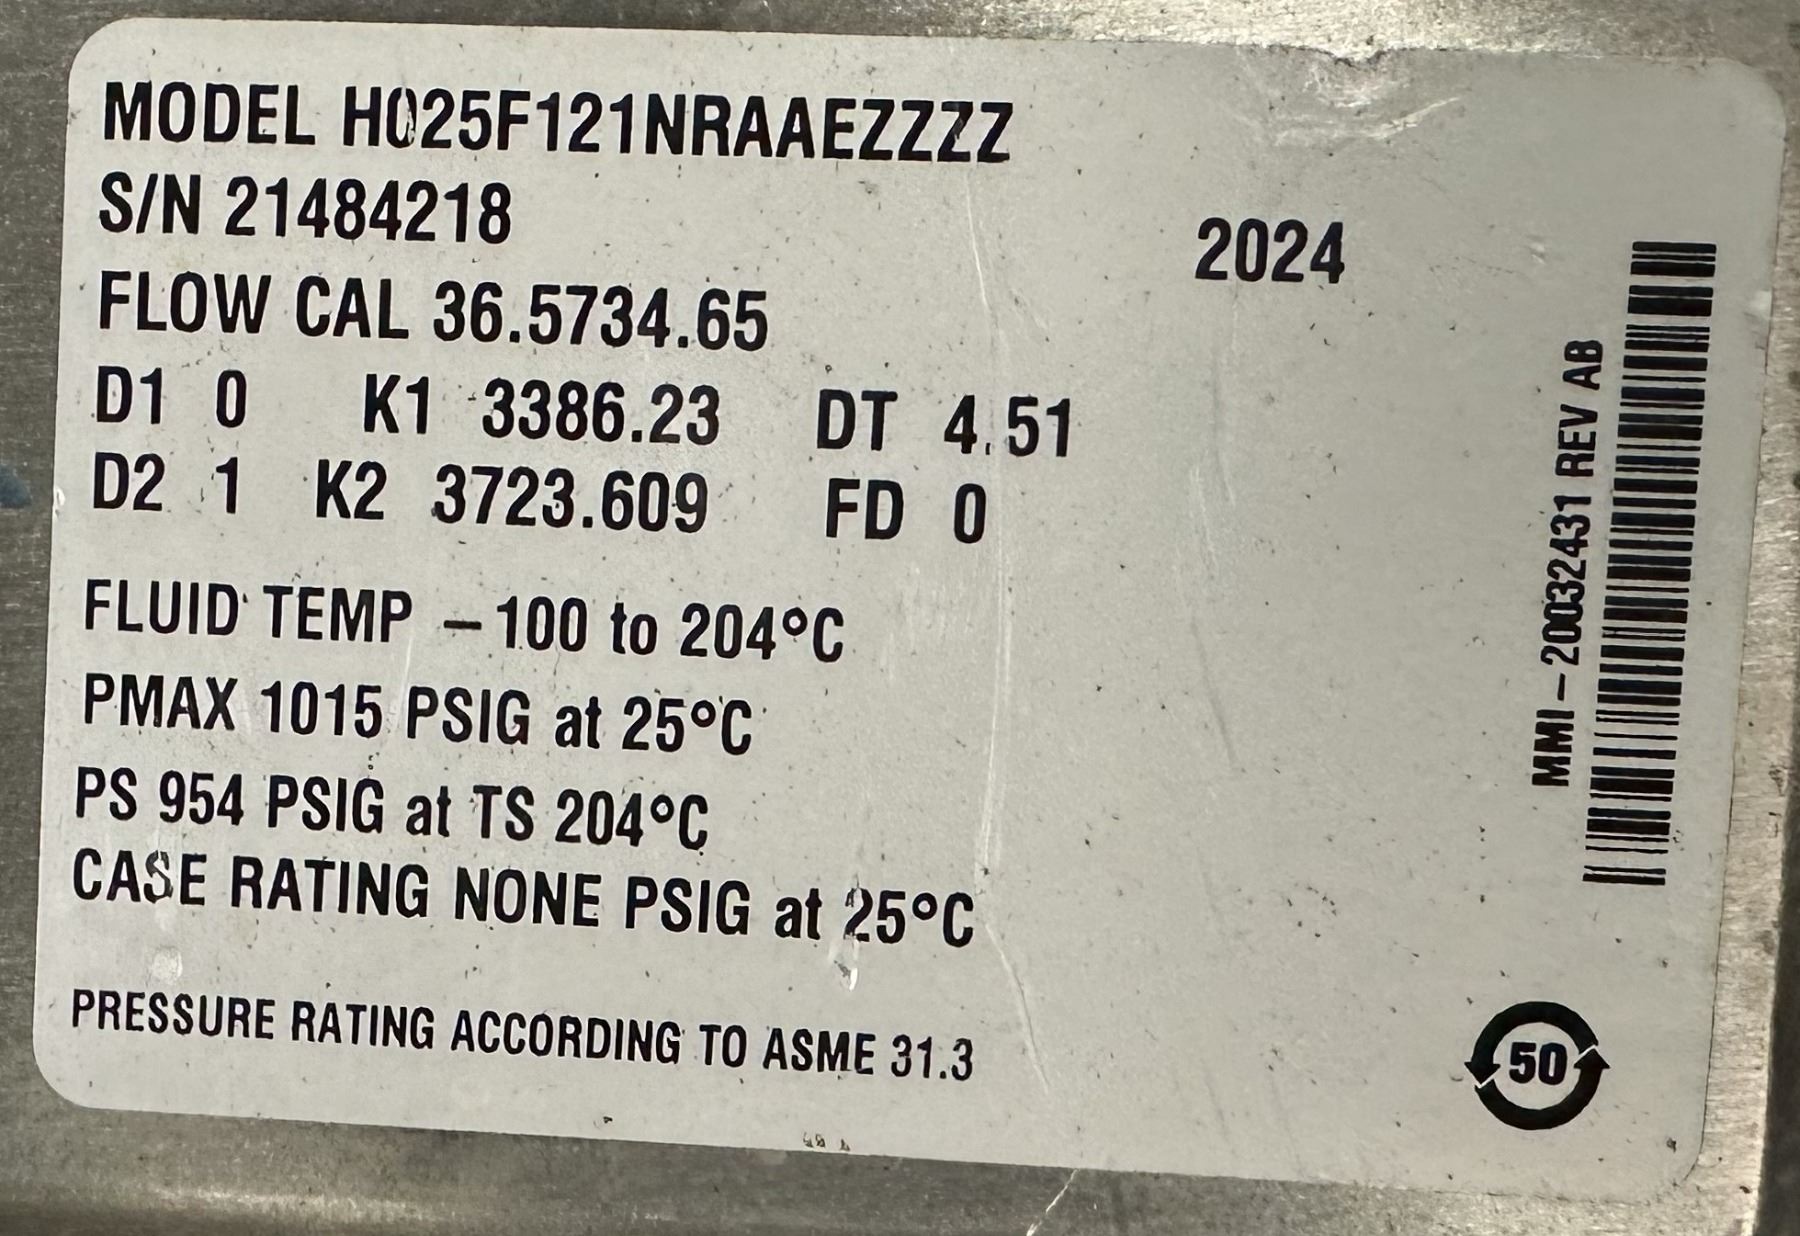 MODEL H025F121NRAAEZZZZ
S/N 21484218
2024
FLOW CAL 36.5734.65
D1 0 K1 3386.23 DT 4.51
D2 1 K2 3723.609 FD 0
FLUID TEMP -100 to 204°C
PMAX 1015 PSIG at 25°C
PS 954 PSIG at TS 204°C
CASE RATING NONE PSIG at 25°C
PRESSURE RATING ACCORDING TO ASME 31.3
MMI-20032431 REV AB
50